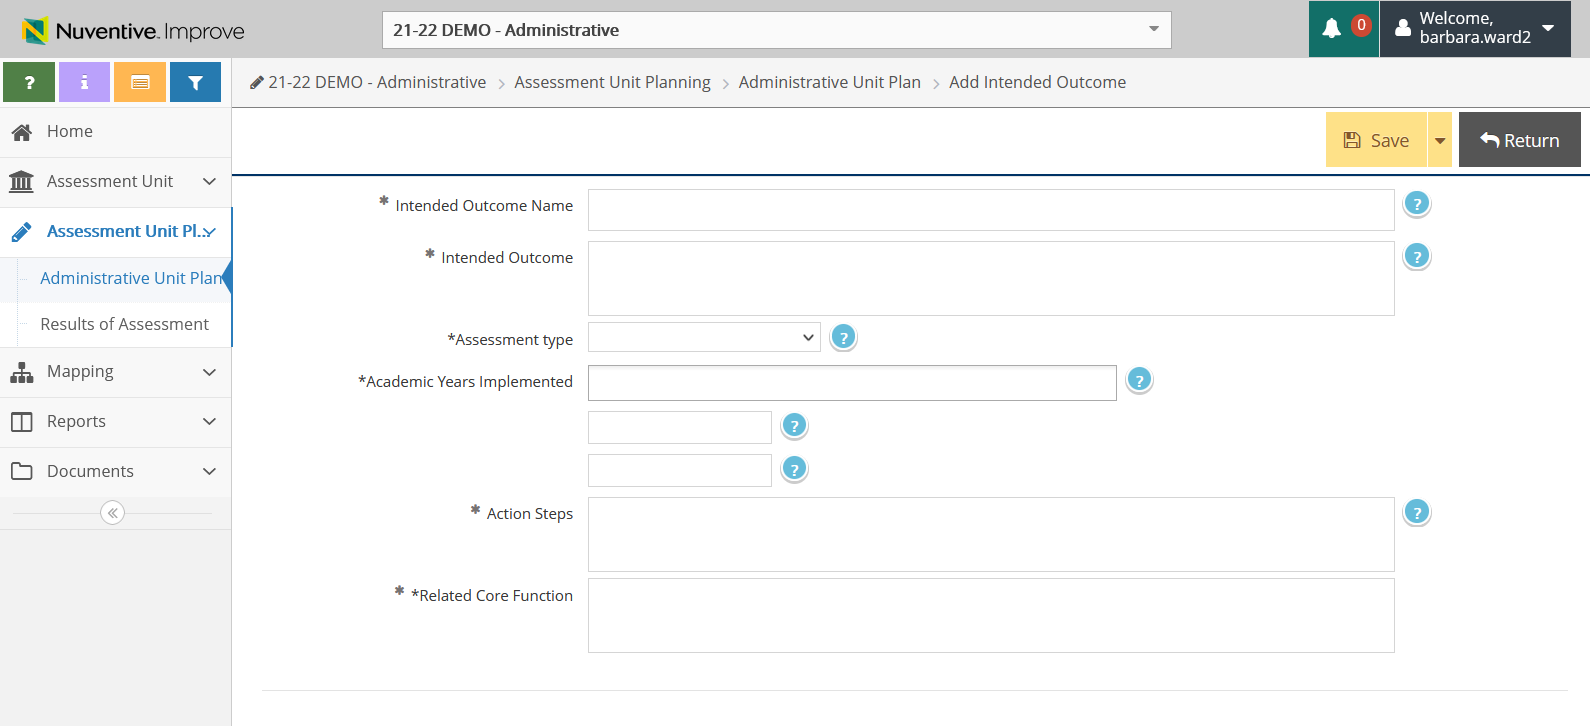 Nuventive. Improve
21-22 DEMO - Administrative
0
Welcome,
barbara.ward2
?
i
21-22 DEMO - Administrative > Assessment Unit Planning > Administrative Unit Plan > Add Intended Outcome
Home
Assessment Unit
Assessment Unit Pl...
Administrative Unit Plan
Results of Assessment
Mapping
Reports
Documents
Save
Return
* Intended Outcome Name
?
* Intended Outcome
?
*Assessment type
?
*Academic Years Implemented
?
?
?
* Action Steps
?
* *Related Core Function